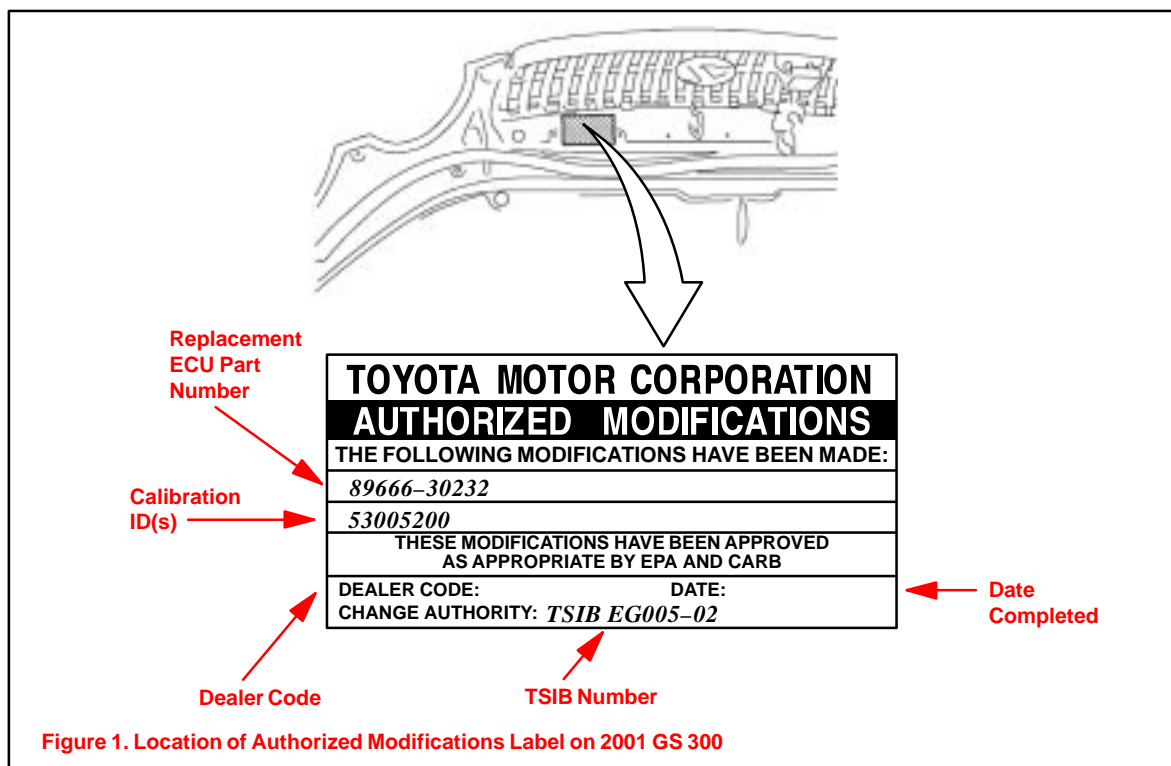 Replacement
ECU Part
Number
TOYOTA MOTOR CORPORATION
AUTHORIZED MODIFICATIONS
THE FOLLOWING MODIFICATIONS HAVE BEEN MADE:
89666–30232
Calibration
ID(s)
53005200
THESE MODIFICATIONS HAVE BEEN APPROVED
AS APPROPRIATE BY EPA AND CARB
DEALER CODE: DATE:
CHANGE AUTHORITY: TSIB EG005–02
Date
Completed
Dealer Code
TSIB Number
Figure 1. Location of Authorized Modifications Label on 2001 GS 300